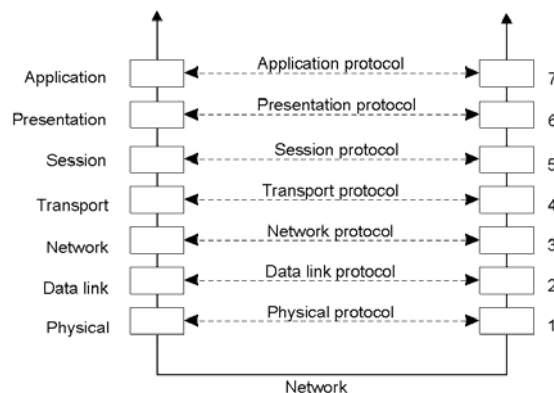 Application Application protocol 7
Presentation Presentation protocol 6
Session Session protocol 5
Transport Transport protocol 4
Network Network protocol 3
Data link Data link protocol 2
Physical Physical protocol 1
Network